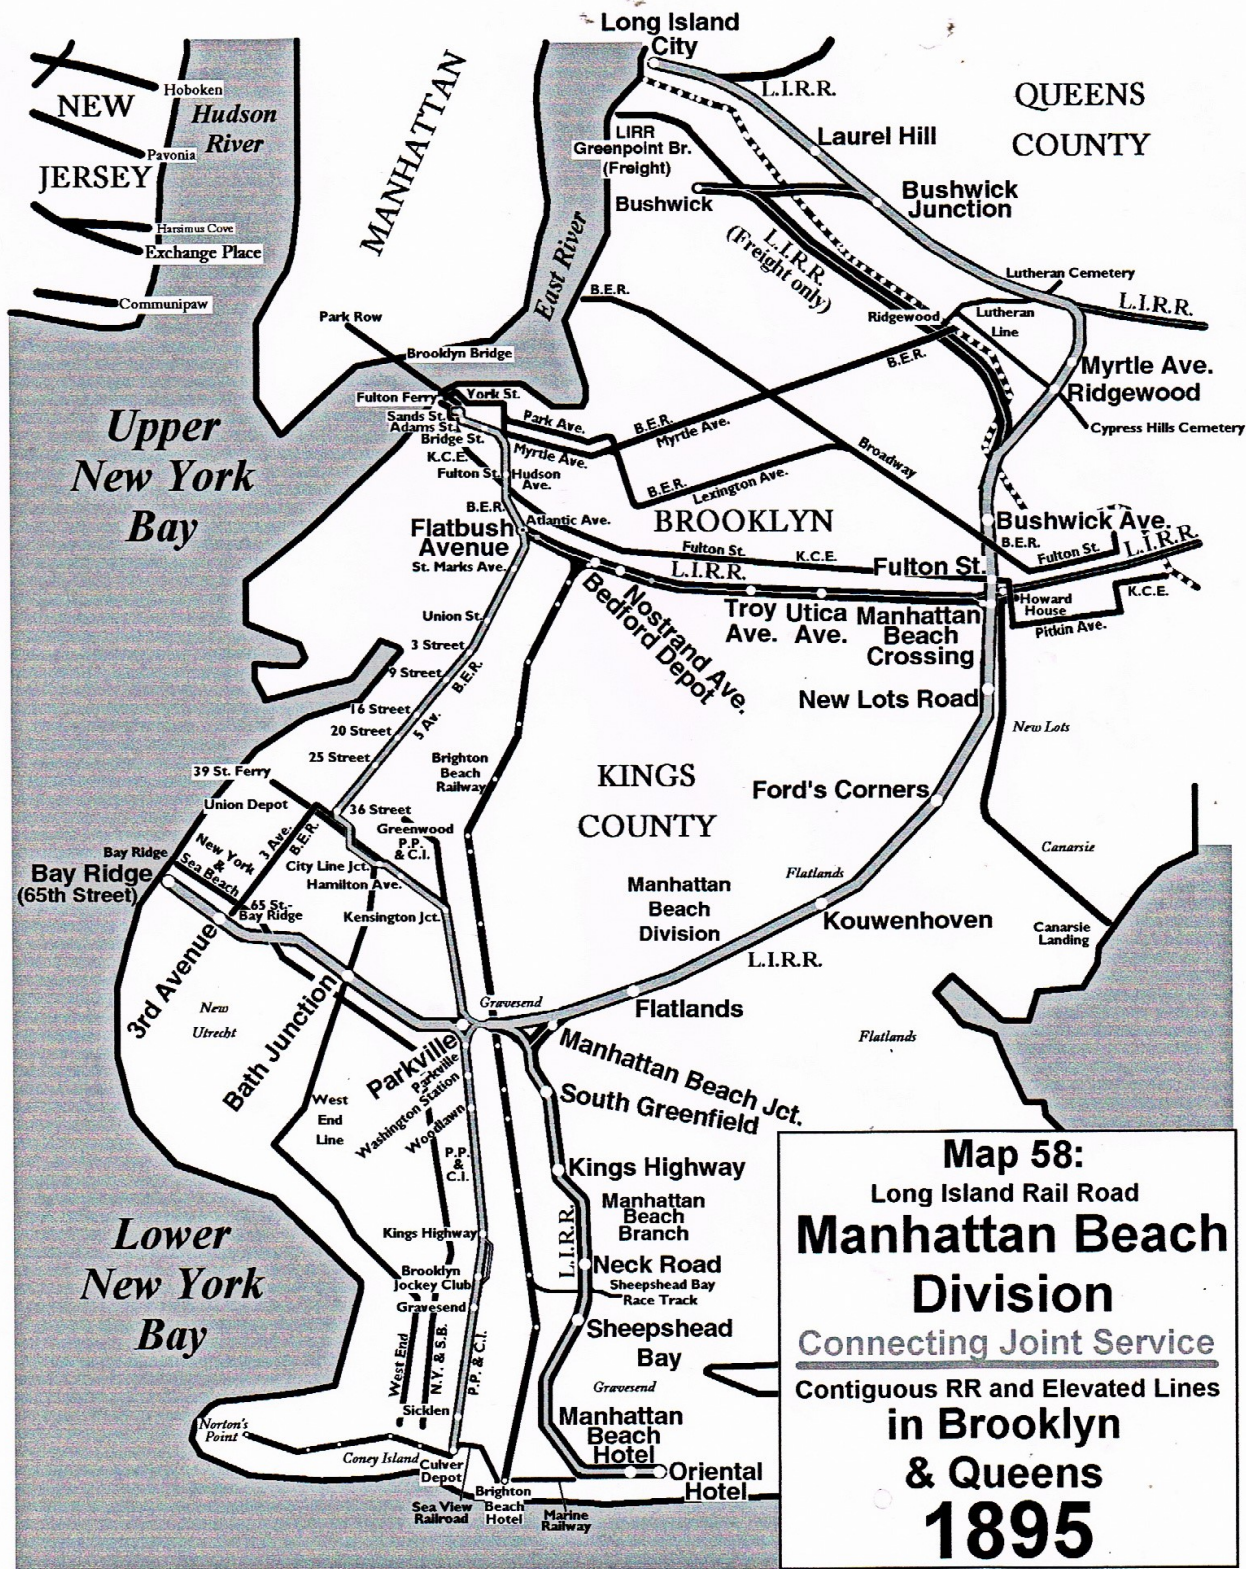 Long Island
City
NEW
JERSEY
Hoboken
Hudson
River
Pavonia
Harsimus Cove
Exchange Place
Communipaw
MANHATTAN
East River
L.I.R.R.
QUEENS
COUNTY
LIRR
Greenpoint Br.
(Freight)
Laurel Hill
Bushwick
Bushwick
Junction
L.I.R.R.
(Freight only)
Lutheran Cemetery
L.I.R.R.
B.E.R.
Ridgewood
Lutheran
Line
B.E.R.
Park Row
Brooklyn Bridge
Myrtle Ave.
Ridgewood
Cypress Hills Cemetery
Fulton Ferry
York St.
Sands St.
Adams St.
Bridge St.
K.C.E.
Fulton St.
Hudson
Ave.
Park Ave.
Myrtle Ave.
B.E.R.
Myrtle Ave.
B.E.R.
Lexington Ave.
Broadway
Upper
New York
Bay
B.E.R.
Flatbush
Avenue
Atlantic Ave.
St. Marks Ave.
BROOKLYN
Bushwick Ave.
B.E.R.
Fulton St.
L.I.R.R.
Fulton St.
K.C.E.
L.I.R.R.
Fulton St.
Bedford Depot
Nostrand Ave.
Troy
Ave.
Utica
Ave.
Manhattan
Beach
Crossing
Howard
House
Pitkin Ave.
K.C.E.
Union St.
3 Street
9 Street
B.E.R.
16 Street
20 Street
5 Av.
25 Street
New Lots Road
New Lots
39 St. Ferry
Union Depot
36 Street
Brighton
Beach
Railway
KINGS
COUNTY
Ford's Corners
Greenwood
P.P.
& C.I.
3 Ave.
B.E.R.
New York
&
Sea Beach
Bay Ridge
Bay Ridge
(65th Street)
City Line Jct.
Hamilton Ave.
65 St.-
Bay Ridge
Kensington Jct.
Manhattan
Beach
Division
Flatlands
Canarsie
Kouwenhoven
Canarsie
Landing
L.I.R.R.
3rd Avenue
New
Utrecht
Bath Junction
Gravesend
Flatlands
Flatlands
Parkville
Parkville
Washington Station
Woodlawn
Manhattan Beach Jct.
South Greenfield
West
End
Line
P.P.
&
C.I.
Kings Highway
Manhattan
Beach
Branch
L.I.R.R.
Kings Highway
Neck Road
Sheepshead Bay
Race Track
Brooklyn
Jockey Club
Gravesend
Sheepshead
Bay
Lower
New York
Bay
West End
N.Y. & S.B.
P.P. & C.I.
Gravesend
Sicklen
Norton's
Point
Coney Island
Culver
Depot
Manhattan
Beach
Hotel
Oriental
Hotel
Sea View
Railroad
Brighton
Beach
Hotel
Marine
Railway
Map 58:
Long Island Rail Road
Manhattan Beach
Division
Connecting Joint Service
Contiguous RR and Elevated Lines
in Brooklyn
& Queens
1895